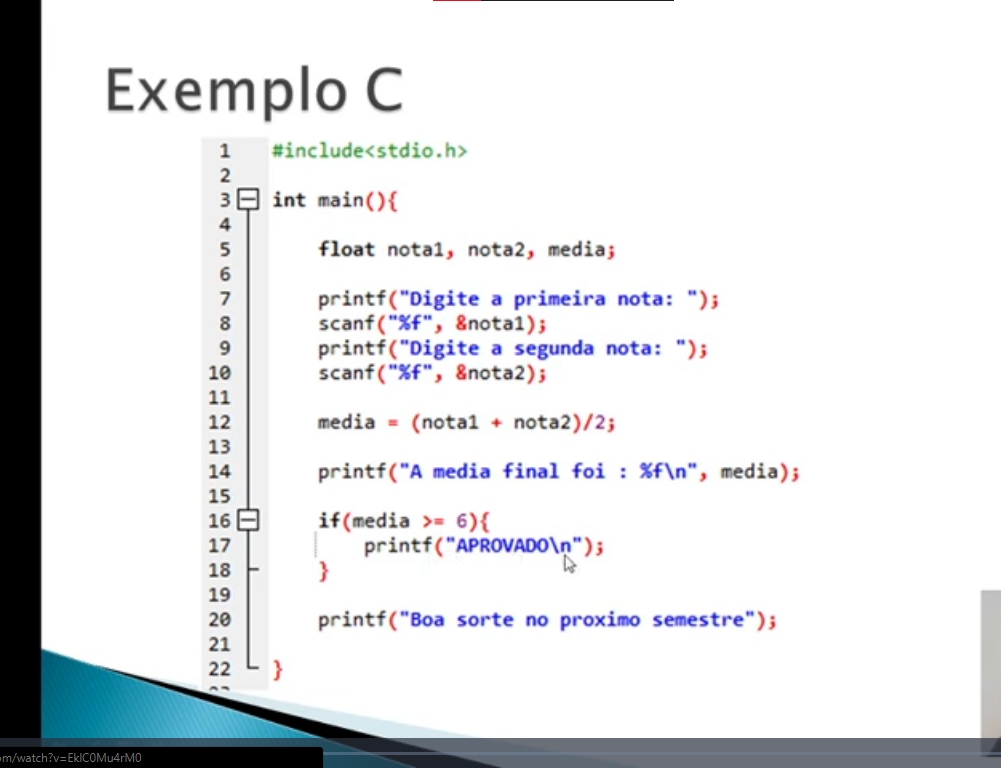 Exemplo C
1 #include<stdio.h>
2
3 int main(){
4
5 float nota1, nota2, media;
6
7 printf("Digite a primeira nota: ");
8 scanf("%f", &nota1);
9 printf("Digite a segunda nota: ");
10 scanf("%f", &nota2);
11
12 media = (nota1 + nota2)/2;
13
14 printf("A media final foi : %f\n", media);
15
16 if(media >= 6){
17 printf("APROVADO\n");
18 }
19
20 printf("Boa sorte no proximo semestre");
21
22 }
om/watch?v=EkIC0Mu4rM0